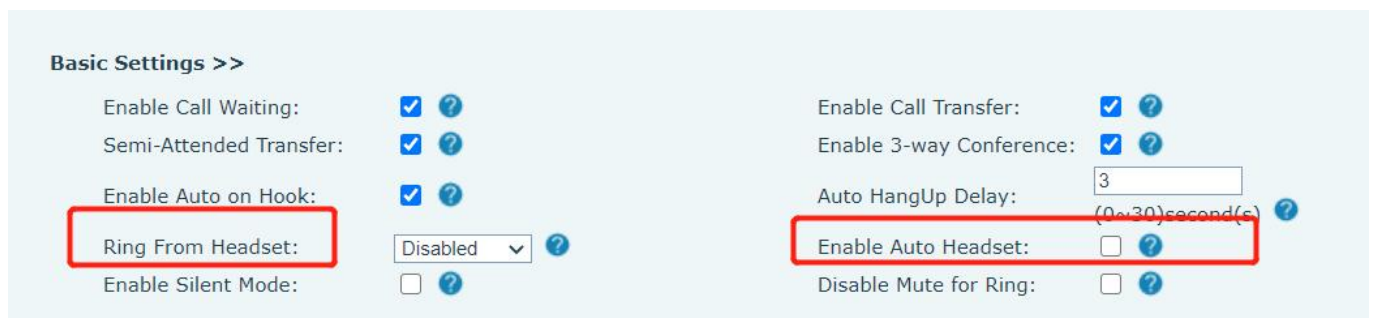 Basic Settings >>
Enable Call Waiting: ? Enable Call Transfer: ?
Semi-Attended Transfer: ? Enable 3-way Conference: ?
Enable Auto on Hook: ? Auto HangUp Delay: 3
(0~30)second(s) ?
Ring From Headset: Disabled ? Enable Auto Headset: ?
Enable Silent Mode: ? Disable Mute for Ring: ?